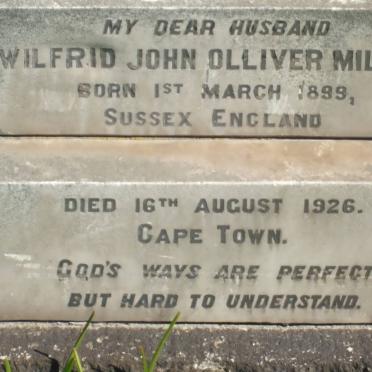 MY DEAR HUSBAND
WILFRID JOHN OLLIVER MIL
BORN 1ST MARCH 1899,
SUSSEX ENGLAND
DIED 16TH AUGUST 1926.
CAPE TOWN.
GOD'S WAYS ARE PERFECT
BUT HARD TO UNDERSTAND.